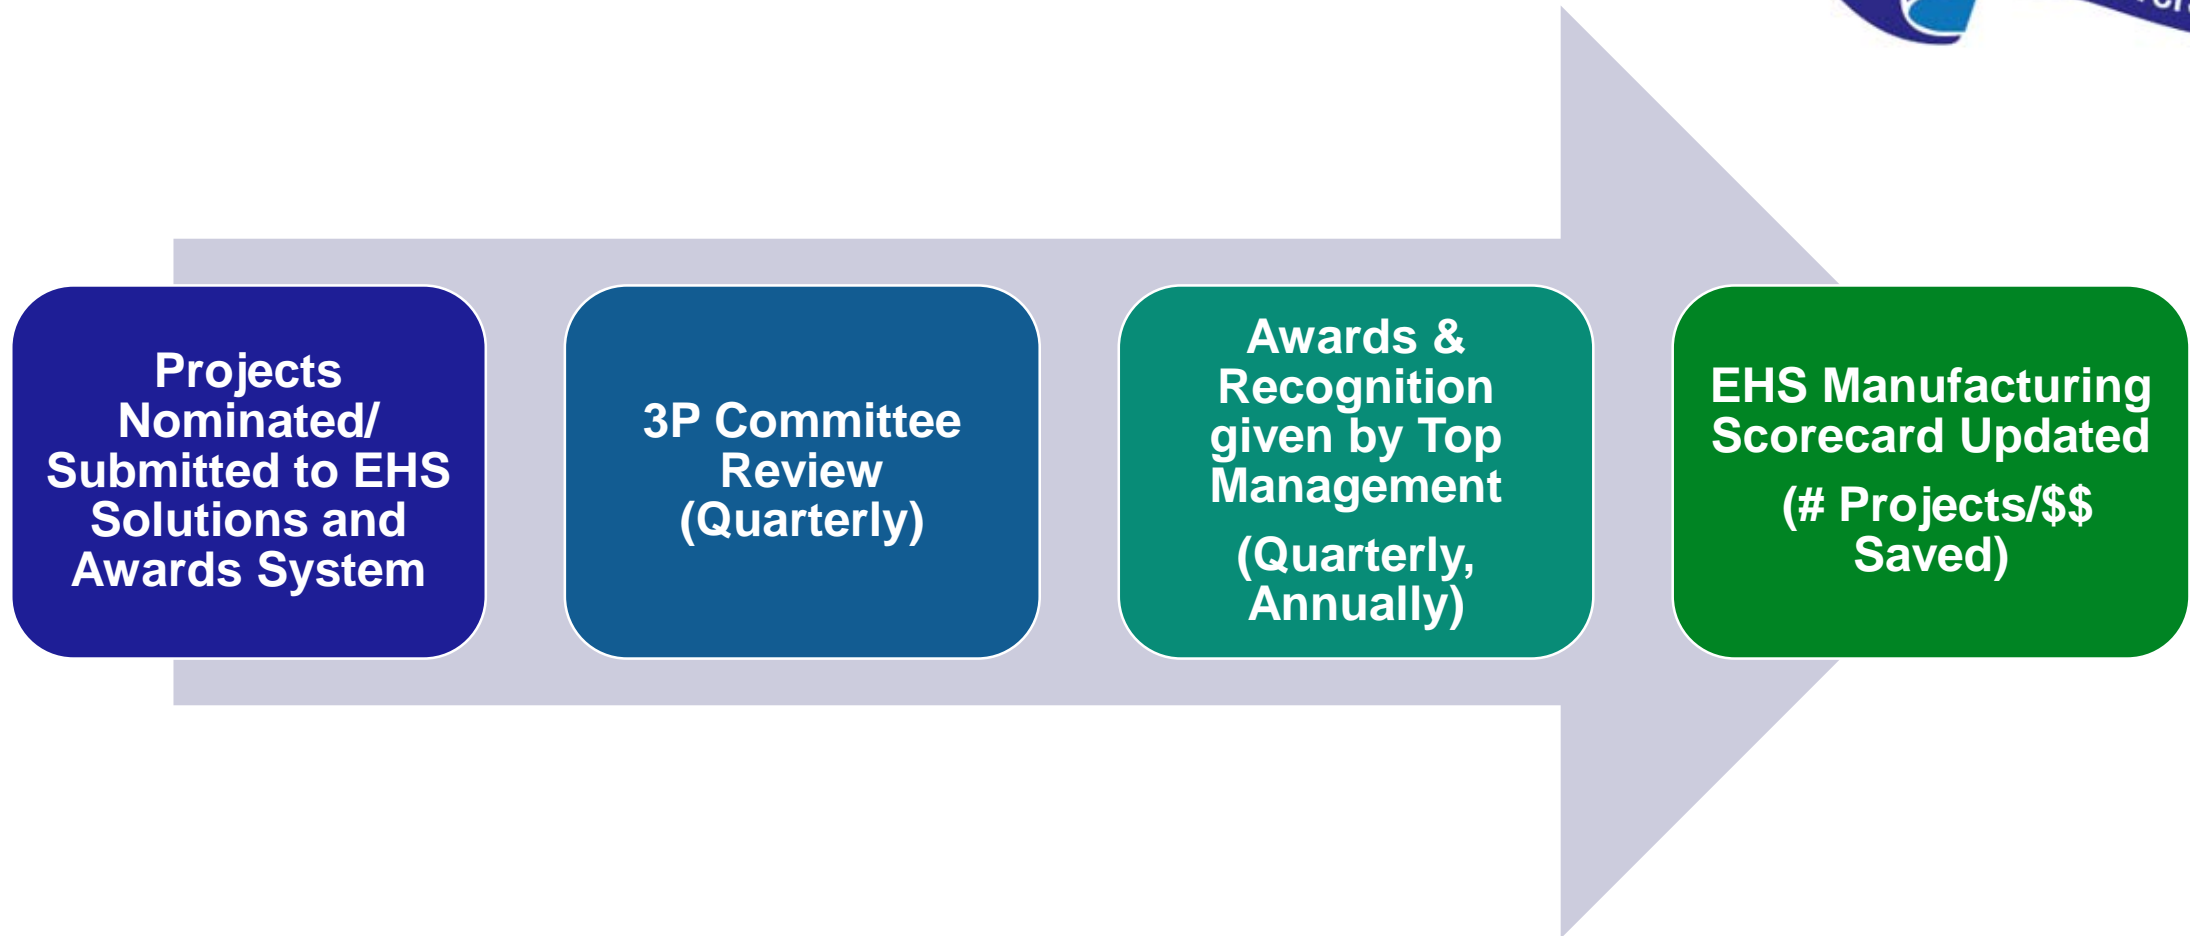 Projects
Nominated/
Submitted to EHS
Solutions and
Awards System
3P Committee
Review
(Quarterly)
Awards &
Recognition
given by Top
Management
(Quarterly,
Annually)
EHS Manufacturing
Scorecard Updated
(# Projects/$$
Saved)